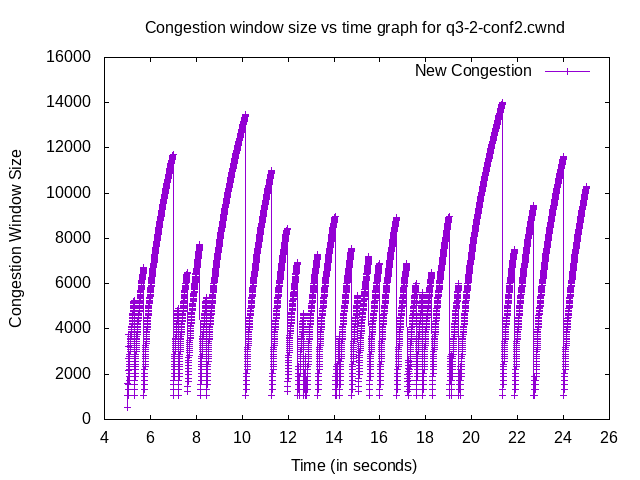 Congestion window size vs time graph for q3-2-conf2.cwnd
New Congestion
Congestion Window Size
16000
14000
12000
10000
8000
6000
4000
2000
0
4 6 8 10 12 14 16 18 20 22 24 26
Time (in seconds)